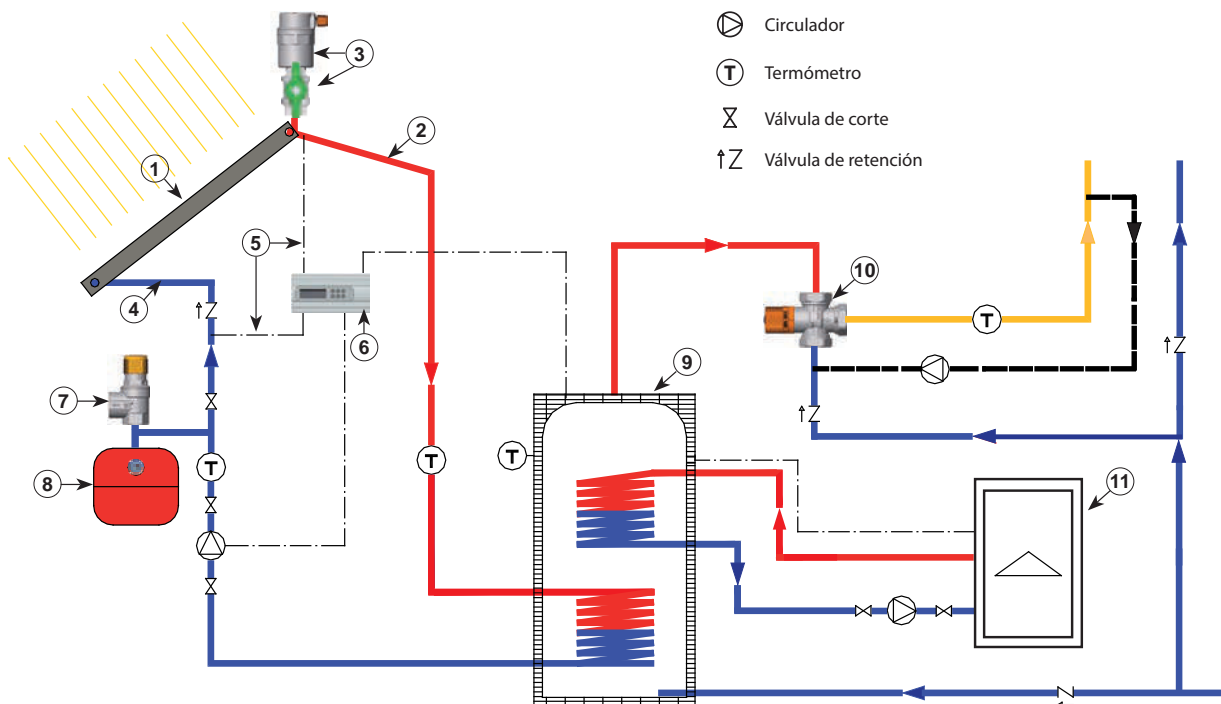 3
Circulador
T Termómetro
Válvula de corte
Válvula de retención
2
1
5
10
4
6
T
9
7
T
T
T
8
11